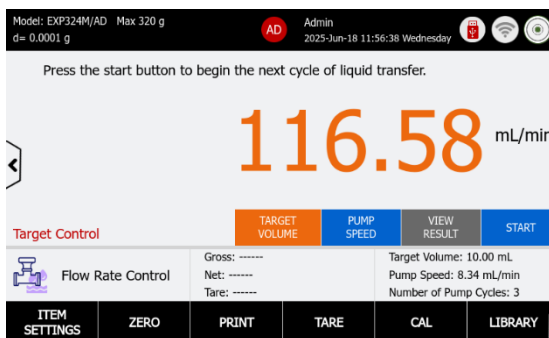 Model: EXP324M/AD Max 320 g
d= 0.0001 g
AD
Admin
2025-Jun-18 11:56:38 Wednesday
Press the start button to begin the next cycle of liquid transfer.
116.58 mL/min
Target Control
TARGET VOLUME
PUMP SPEED
VIEW RESULT
START
Flow Rate Control
Gross: ------
Net: ------
Tare: ------
Target Volume: 10.00 mL
Pump Speed: 8.34 mL/min
Number of Pump Cycles: 3
ITEM SETTINGS
ZERO
PRINT
TARE
CAL
LIBRARY